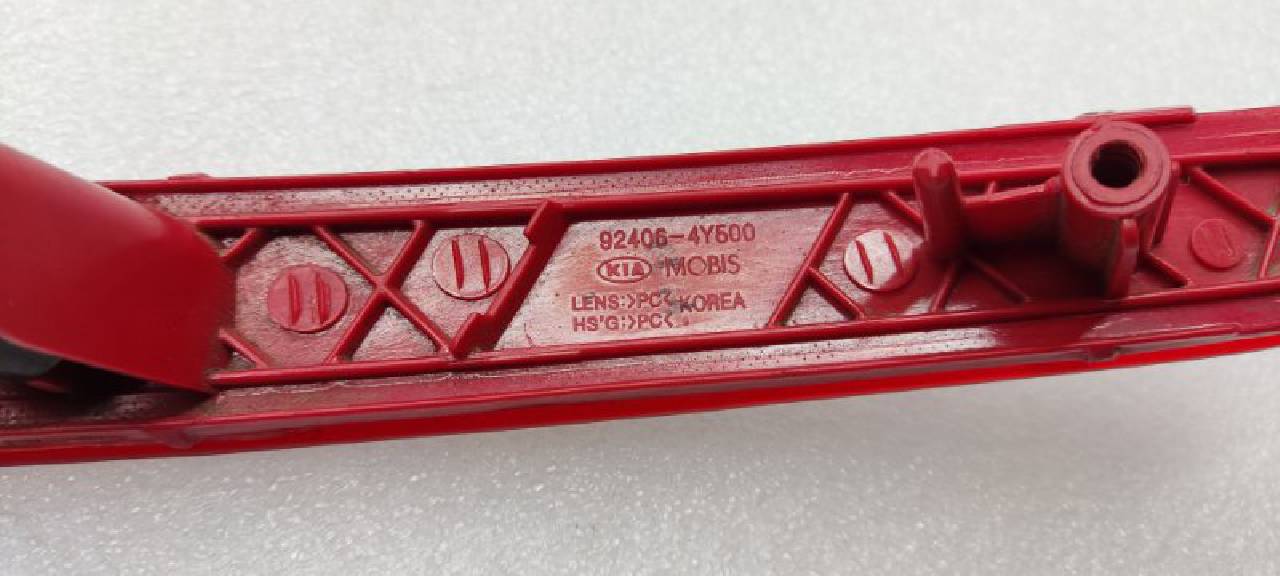 92406-4Y500
KIA MOBIS
LENS:>PC< KOREA
HS'G:>PC<